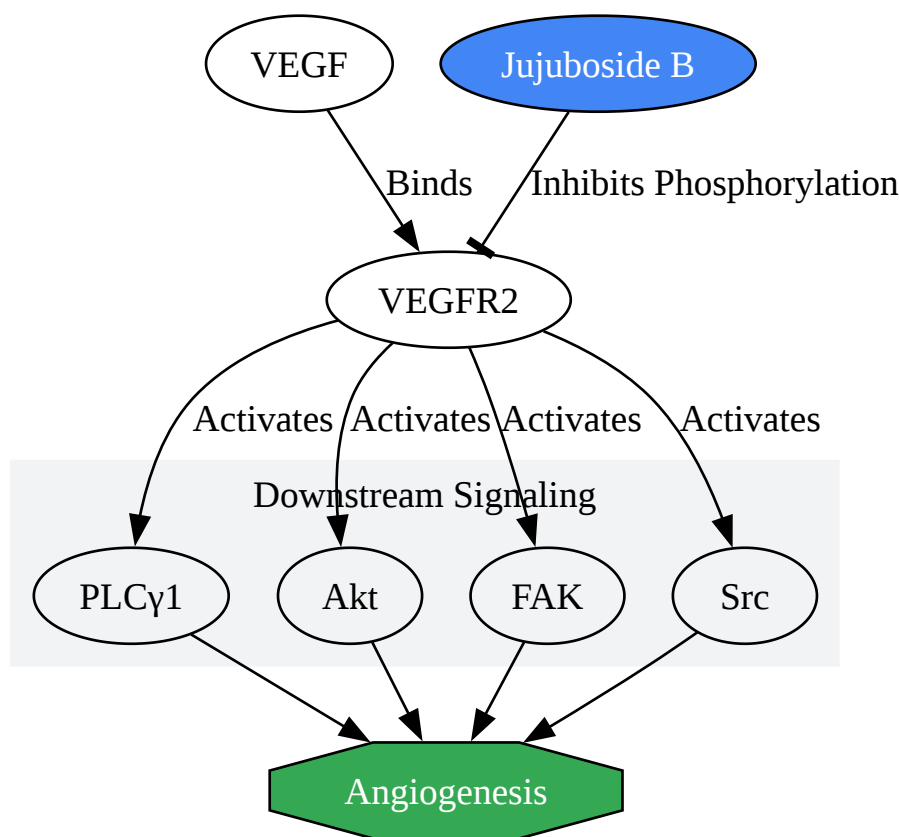 VEGF
Jujuboside B
Binds
Inhibits Phosphorylation
VEGFR2
Activates
Activates
Activates
Activates
Downstream Signaling
PLCγ1
Akt
FAK
Src
Angiogenesis